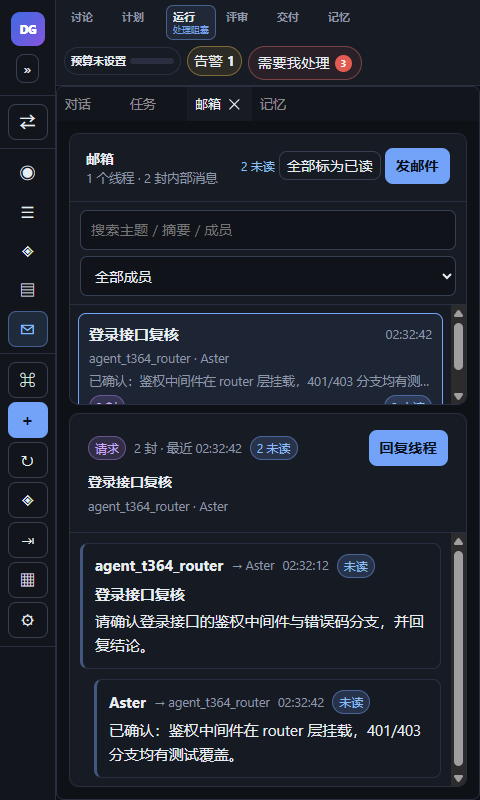 DG
讨论
计划
运行
处理阻塞
评审
交付
记忆
»
预算未设置
告警 1
需要我处理 3
对话
任务
邮箱
记忆
邮箱
1 个线程 · 2 封内部消息
2 未读
全部标为已读
发邮件
搜索主题 / 摘要 / 成员
全部成员
登录接口复核 02:32:42
agent_t364_router · Aster
已确认：鉴权中间件在 router 层挂载，401/403 分支均有测...
请求 2 封 · 最近 02:32:42 2 未读
回复线程
登录接口复核
agent_t364_router · Aster
agent_t364_router → Aster 02:32:12 未读
登录接口复核
请确认登录接口的鉴权中间件与错误码分支，并回
复结论。
Aster → agent_t364_router 02:32:42 未读
已确认：鉴权中间件在 router 层挂载，401/403
分支均有测试覆盖。